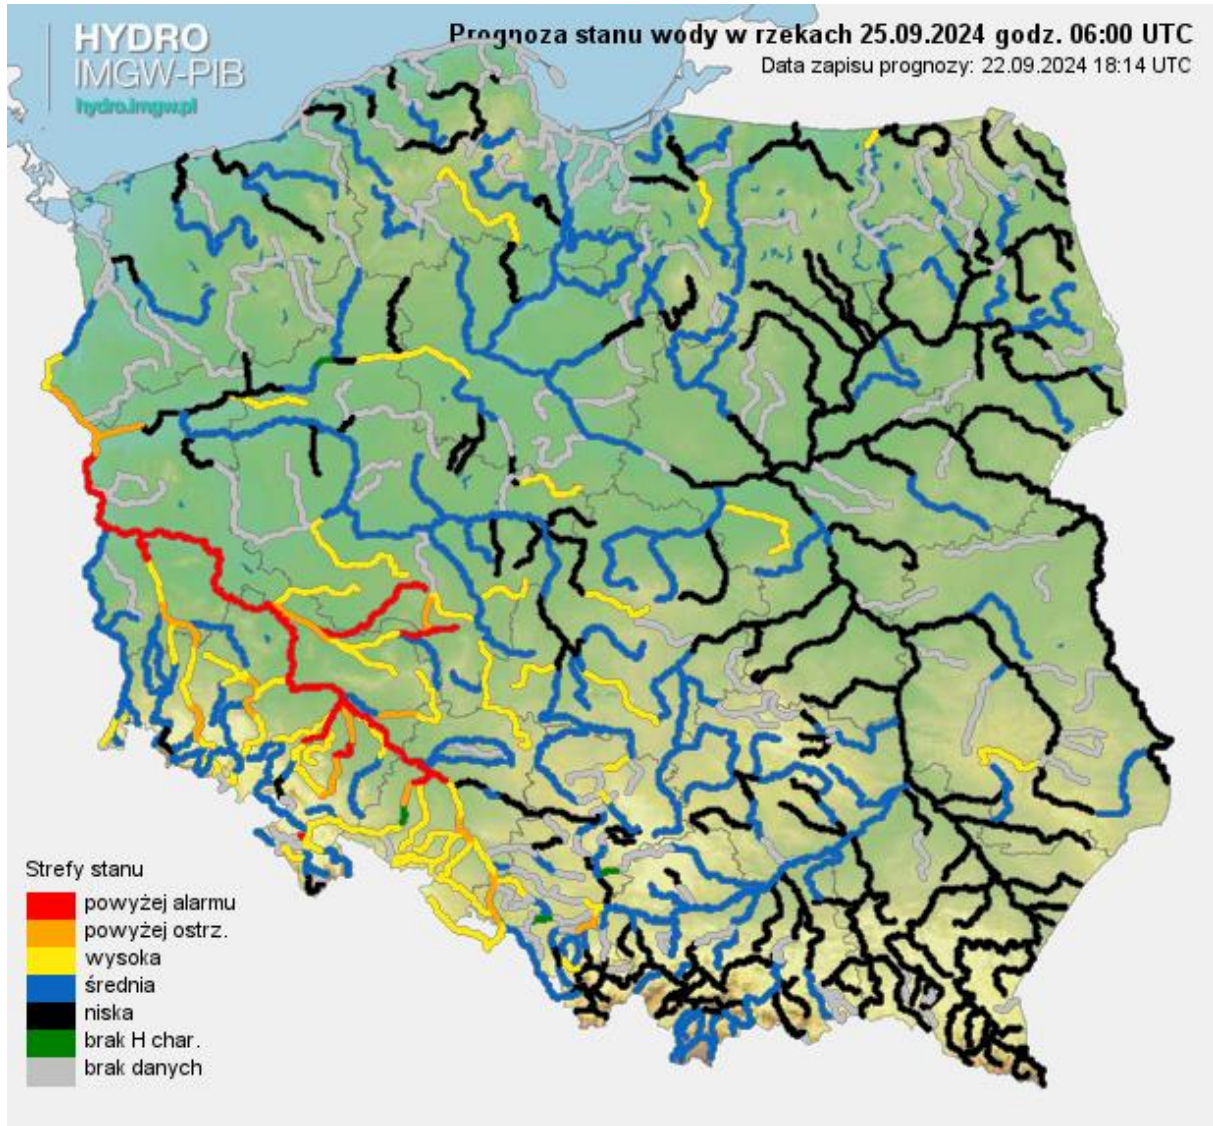 HYDRO
IMGW-PIB
hydro.imgw.pl
Prognoza stanu wody w rzekach 25.09.2024 godz. 06:00 UTC
Data zapisu prognozy: 22.09.2024 18:14 UTC
Strefy stanu
powyżej alarmu
powyżej ostrz.
wysoka
średnia
niska
brak H char.
brak danych